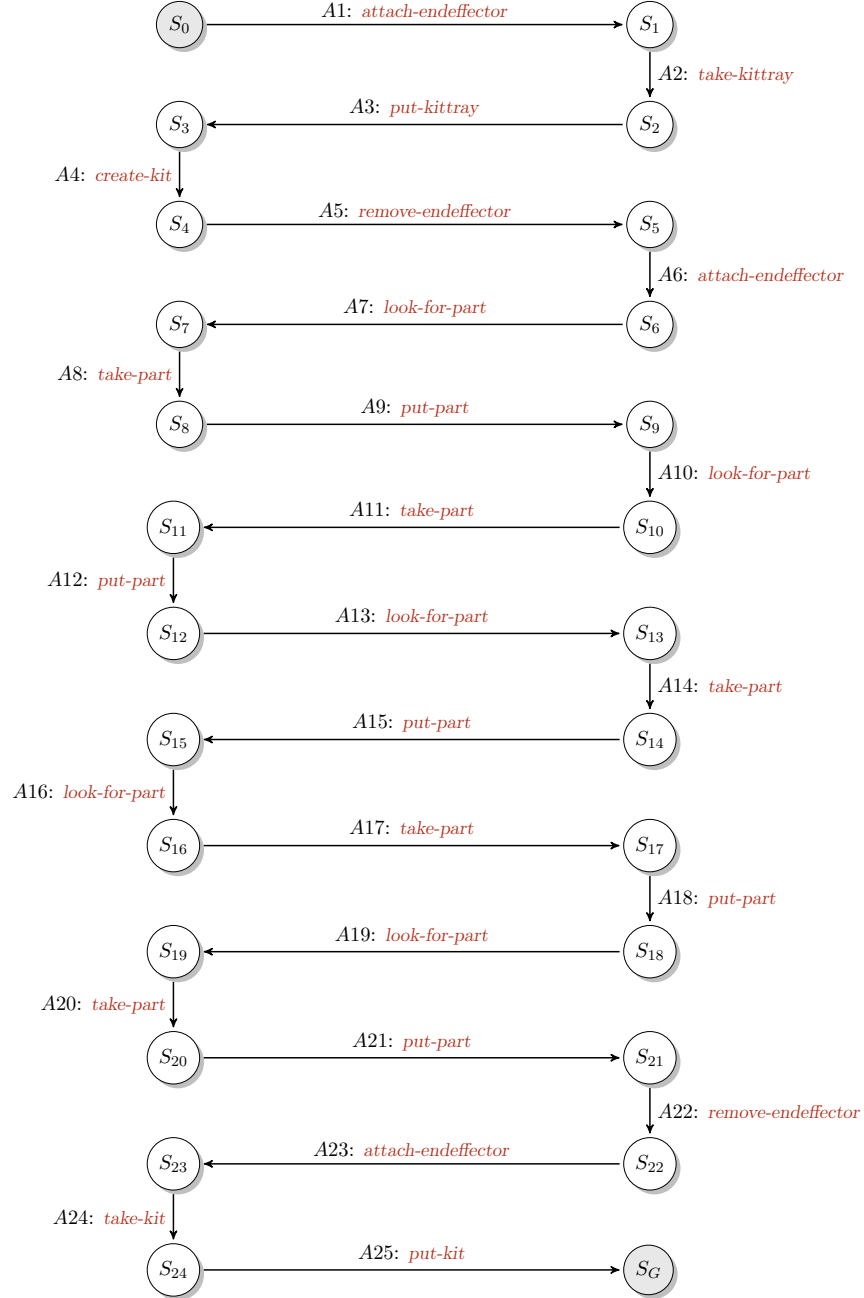 S₀ A1: attach-endeffector S₁
A2: take-kittray
S₃ A3: put-kittray S₂
A4: create-kit
S₄ A5: remove-endeffector S₅
A6: attach-endeffector
S₇ A7: look-for-part S₆
A8: take-part
S₈ A9: put-part S₉
A10: look-for-part
S₁₁ A11: take-part S₁₀
A12: put-part
S₁₂ A13: look-for-part S₁₃
A14: take-part
S₁₅ A15: put-part S₁₄
A16: look-for-part
S₁₆ A17: take-part S₁₇
A18: put-part
S₁₉ A19: look-for-part S₁₈
A20: take-part
S₂₀ A21: put-part S₂₁
A22: remove-endeffector
S₂₃ A23: attach-endeffector S₂₂
A24: take-kit
S₂₄ A25: put-kit S_G